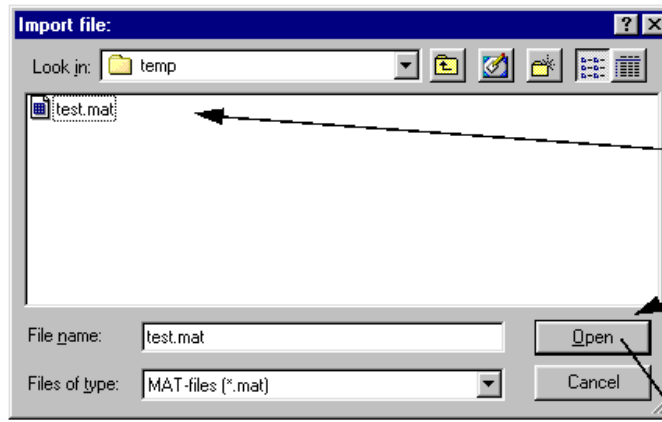 Import file:
Look in: temp
test.mat
File name: test.mat
Open
Files of type: MAT-files (*.mat)
Cancel